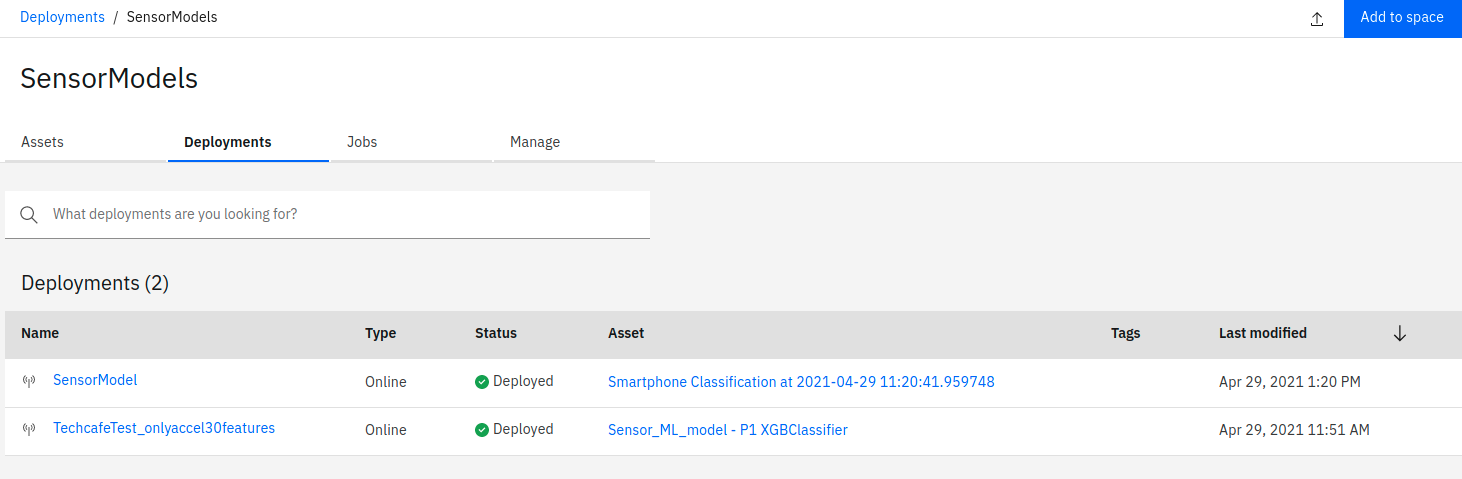 Deployments / SensorModels
Add to space
SensorModels
Assets Deployments Jobs Manage
What deployments are you looking for?
Deployments (2)
Name Type Status Asset Tags Last modified
SensorModel Online Deployed Smartphone Classification at 2021-04-29 11:20:41.959748 Apr 29, 2021 1:20 PM
TechcafeTest_onlyaccel30features Online Deployed Sensor_ML_model - P1 XGBClassifier Apr 29, 2021 11:51 AM